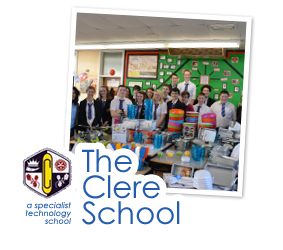 The
Clere
School
a specialist
technology
school